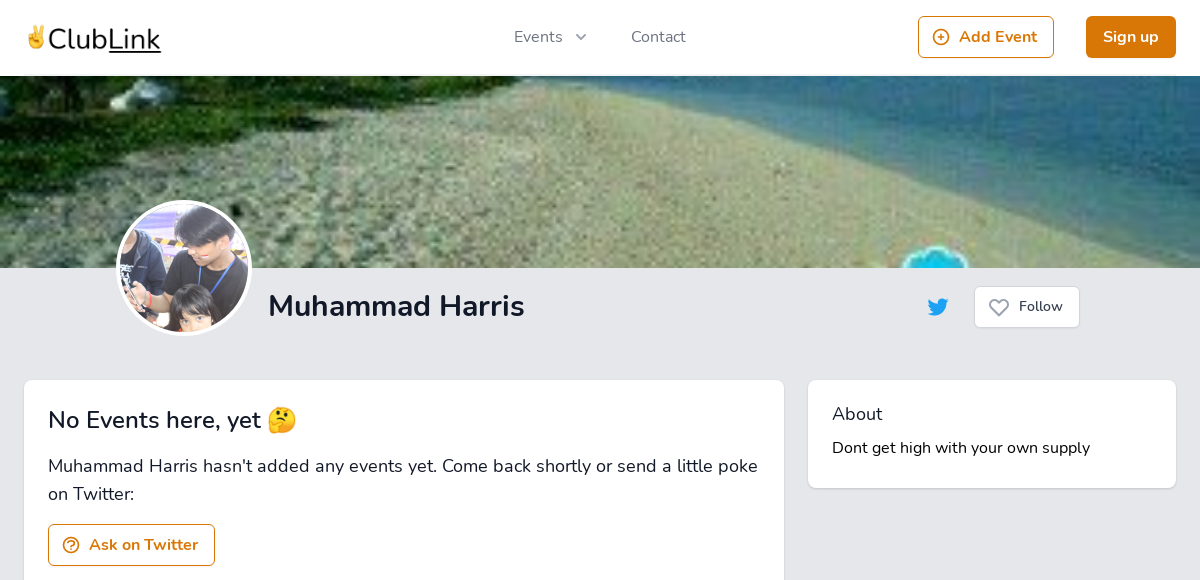 ✌️ClubLink
Events
Contact
Add Event
Sign up
Muhammad Harris
Follow
No Events here, yet 🤔
Muhammad Harris hasn't added any events yet. Come back shortly or send a little poke
on Twitter:
Ask on Twitter
About
Dont get high with your own supply